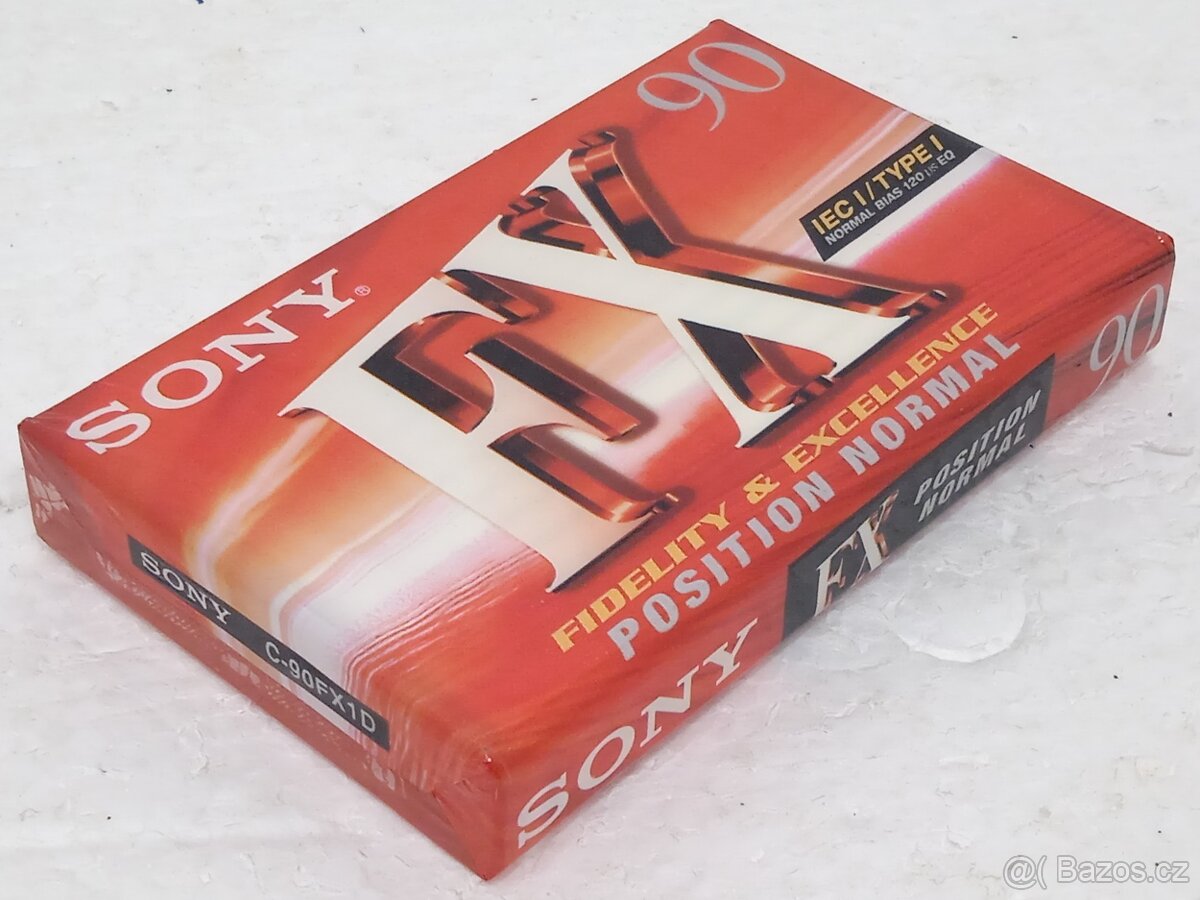 90
IEC I / TYPE I
NORMAL BIAS 120 µs EQ
SONY®
FX
FIDELITY & EXCELLENCE
POSITION NORMAL
SONY C-90FX1D
SONY
FX
POSITION
NORMAL
90
@( Bazos.cz